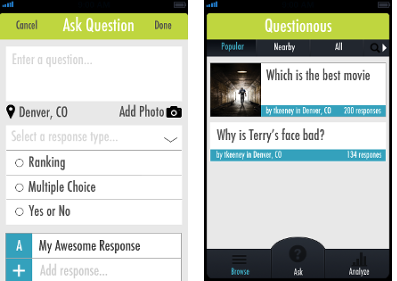 Cancel Ask Question Done
Enter a question...
Denver, CO Add Photo
Select a response type...
Ranking
Multiple Choice
Yes or No
A My Awesome Response
+ Add response...
Questionous
Popular Nearby All
Which is the best movie
by tkeeney in Denver, CO 200 responses
Why is Terry's face bad?
by tkeeney in Denver, CO 134 respones
Browse Ask Analyze
?